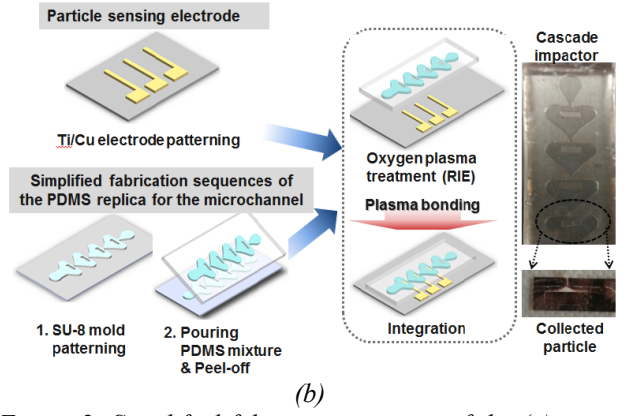 Particle sensing electrode
Ti/Cu electrode patterning
Simplified fabrication sequences of
the PDMS replica for the microchannel
1. SU-8 mold
patterning
2. Pouring
PDMS mixture
& Peel-off
Oxygen plasma
treatment (RIE)
Plasma bonding
Integration
Cascade
impactor
Collected
particle
(b)